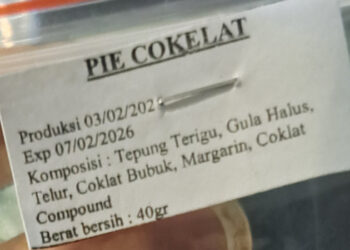 PIE COKELAT
Produksi 03/02/202
Exp 07/02/2026
Komposisi : Tepung Terigu, Gula Halus,
Telur, Coklat Bubuk, Margarin, Coklat
Compound
Berat bersih : 40gr